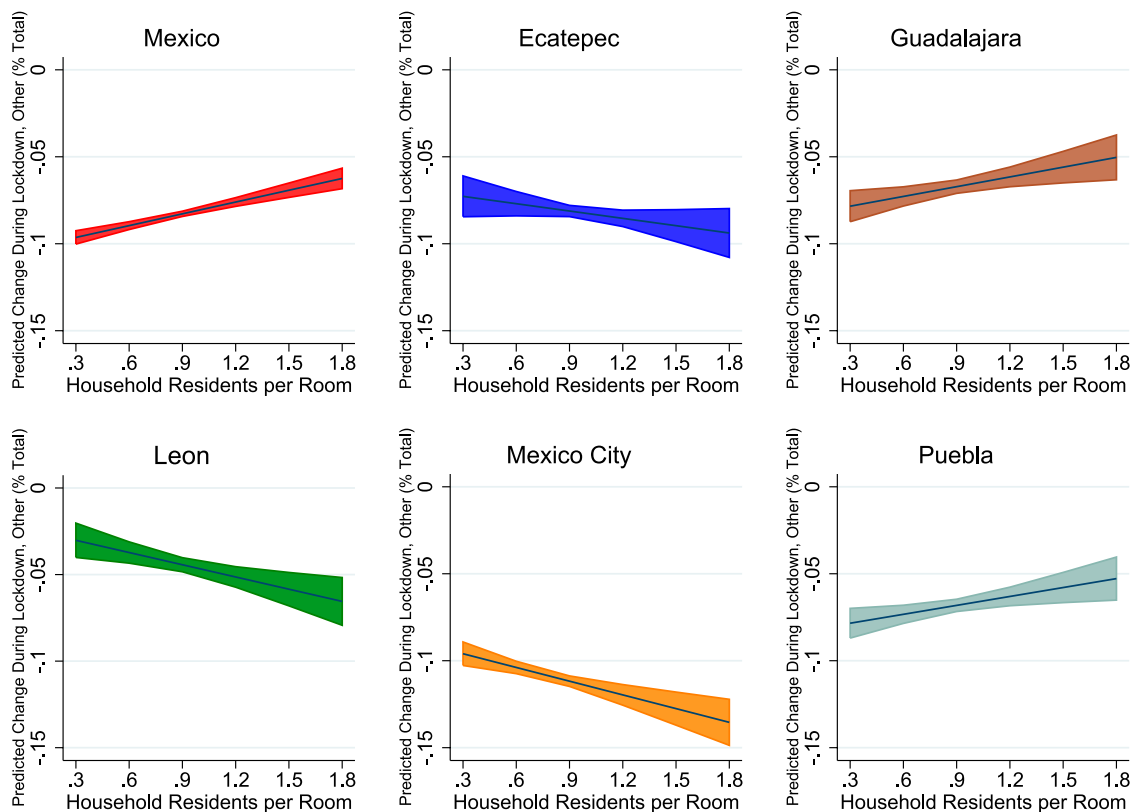 Mexico
Predicted Change During Lockdown, Other (% Total)
0
-.05
-.1
-.15
.3 .6 .9 1.2 1.5 1.8
Household Residents per Room
Ecatepec
Predicted Change During Lockdown, Other (% Total)
0
-.05
-.1
-.15
.3 .6 .9 1.2 1.5 1.8
Household Residents per Room
Guadalajara
Predicted Change During Lockdown, Other (% Total)
0
-.05
-.1
-.15
.3 .6 .9 1.2 1.5 1.8
Household Residents per Room
Leon
Predicted Change During Lockdown, Other (% Total)
0
-.05
-.1
-.15
.3 .6 .9 1.2 1.5 1.8
Household Residents per Room
Mexico City
Predicted Change During Lockdown, Other (% Total)
0
-.05
-.1
-.15
.3 .6 .9 1.2 1.5 1.8
Household Residents per Room
Puebla
Predicted Change During Lockdown, Other (% Total)
0
-.05
-.1
-.15
.3 .6 .9 1.2 1.5 1.8
Household Residents per Room